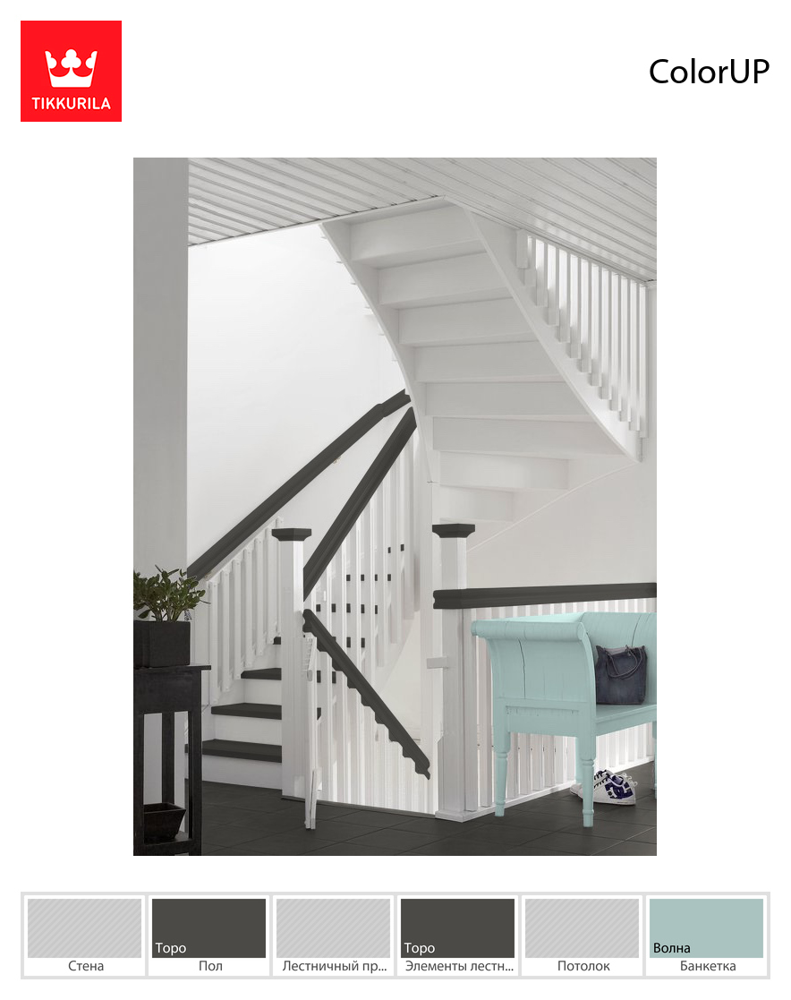 TIKKURILA
ColorUP
Торо
Торо
Волна
Стена
Пол
Лестничный пр...
Элементы лестн...
Потолок
Банкетка